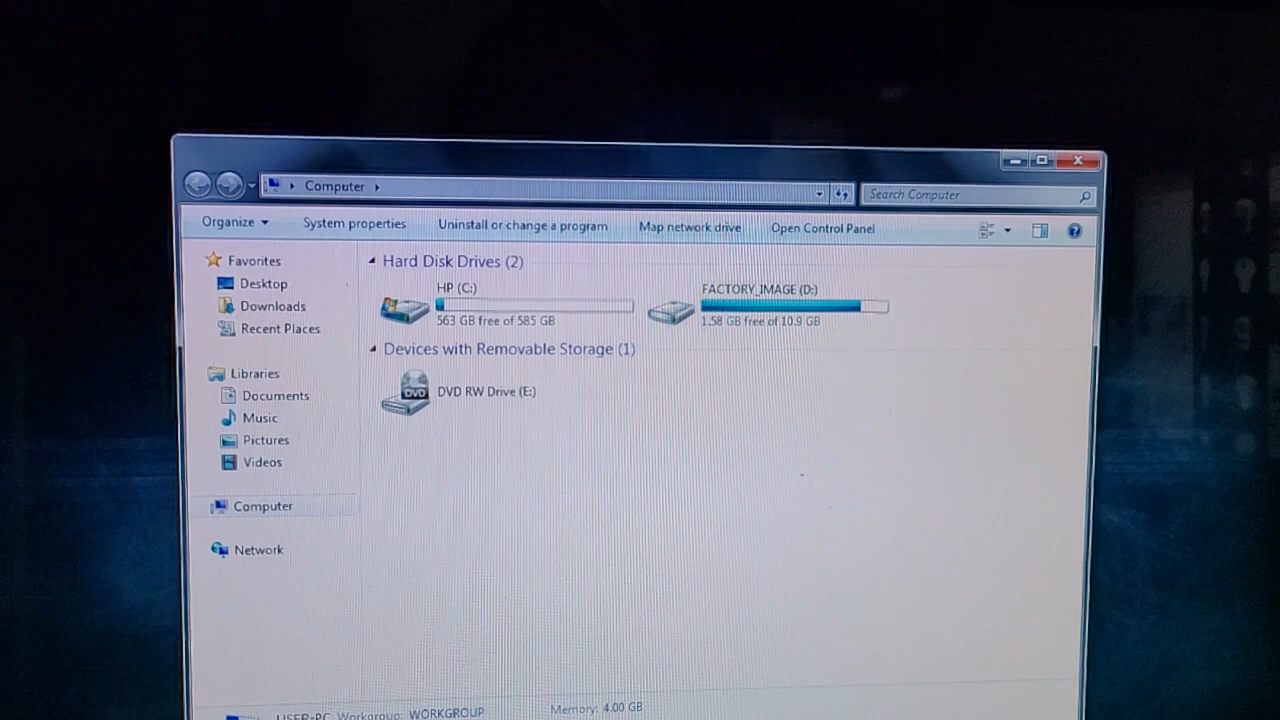 Computer
Search Computer
Organize
System properties
Uninstall or change a program
Map network drive
Open Control Panel
Favorites
Desktop
Downloads
Recent Places
Libraries
Documents
Music
Pictures
Videos
Computer
Network
Hard Disk Drives (2)
HP (C:)
563 GB free of 585 GB
FACTORY_IMAGE (D:)
1.58 GB free of 10.9 GB
Devices with Removable Storage (1)
DVD
DVD RW Drive (E:)
USER-PC Workgroup: WORKGROUP
Memory: 4.00 GB